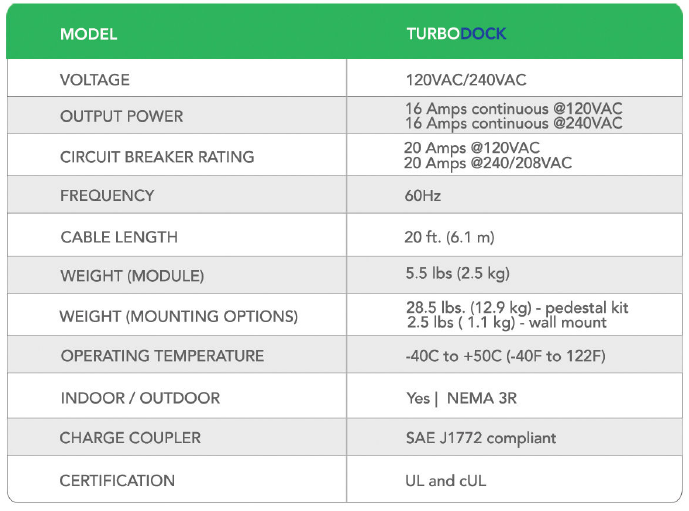 MODEL TURBODOCK
VOLTAGE 120VAC/240VAC
OUTPUT POWER 16 Amps continuous @120VAC
16 Amps continuous @240VAC
CIRCUIT BREAKER RATING 20 Amps @120VAC
20 Amps @240/208VAC
FREQUENCY 60Hz
CABLE LENGTH 20 ft. (6.1 m)
WEIGHT (MODULE) 5.5 lbs (2.5 kg)
WEIGHT (MOUNTING OPTIONS) 28.5 lbs. (12.9 kg) - pedestal kit
2.5 lbs ( 1.1 kg) - wall mount
OPERATING TEMPERATURE -40C to +50C (-40F to 122F)
INDOOR / OUTDOOR Yes | NEMA 3R
CHARGE COUPLER SAE J1772 compliant
CERTIFICATION UL and cUL